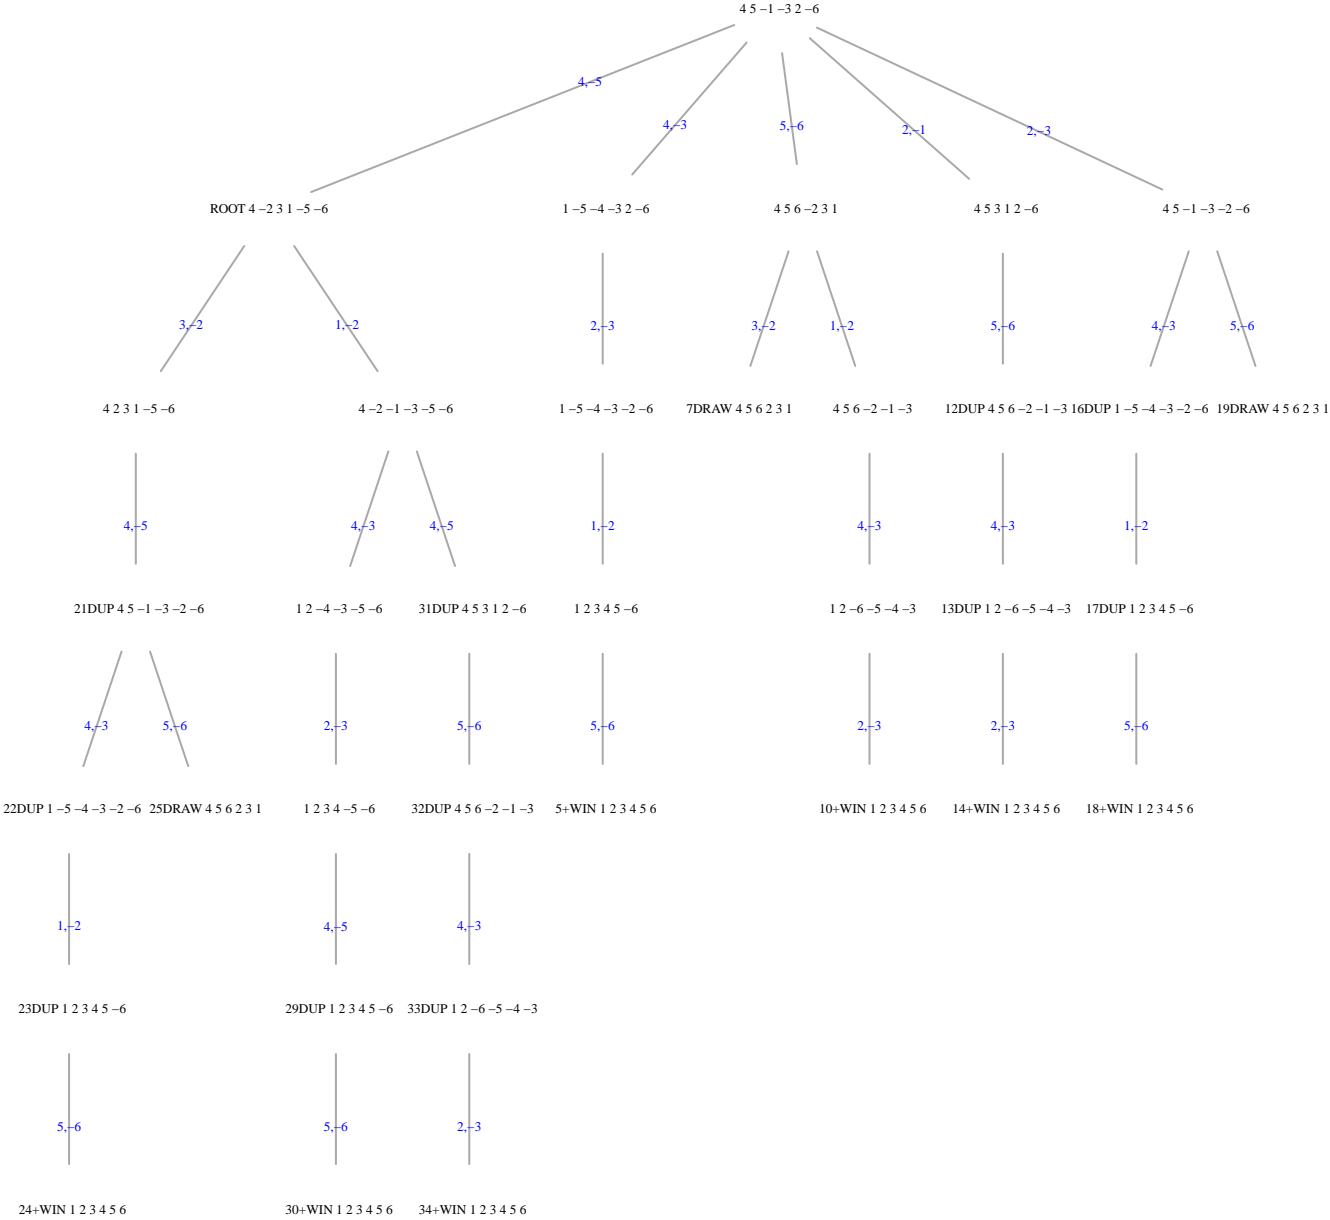 4 5 −1 −3 2 −6
4,−5
4,−3
5,−6
2,−1
2,−3
ROOT 4 −2 3 1 −5 −6
1 −5 −4 −3 2 −6
4 5 6 −2 3 1
4 5 3 1 2 −6
4 5 −1 −3 −2 −6
3,−2
1,−2
2,−3
3,−2
1,−2
5,−6
4,−3
5,−6
4 2 3 1 −5 −6
4 −2 −1 −3 −5 −6
1 −5 −4 −3 −2 −6
7DRAW 4 5 6 2 3 1
4 5 6 −2 −1 −3
12DUP 4 5 6 −2 −1 −3
16DUP 1 −5 −4 −3 −2 −6
19DRAW 4 5 6 2 3 1
4,−5
4,−3
4,−5
1,−2
4,−3
4,−3
1,−2
21DUP 4 5 −1 −3 −2 −6
1 2 −4 −3 −5 −6
31DUP 4 5 3 1 2 −6
1 2 3 4 5 −6
1 2 −6 −5 −4 −3
13DUP 1 2 −6 −5 −4 −3
17DUP 1 2 3 4 5 −6
4,−3
5,−6
2,−3
5,−6
5,−6
2,−3
2,−3
5,−6
22DUP 1 −5 −4 −3 −2 −6
25DRAW 4 5 6 2 3 1
1 2 3 4 −5 −6
32DUP 4 5 6 −2 −1 −3
5+WIN 1 2 3 4 5 6
10+WIN 1 2 3 4 5 6
14+WIN 1 2 3 4 5 6
18+WIN 1 2 3 4 5 6
1,−2
4,−5
4,−3
23DUP 1 2 3 4 5 −6
29DUP 1 2 3 4 5 −6
33DUP 1 2 −6 −5 −4 −3
5,−6
5,−6
2,−3
24+WIN 1 2 3 4 5 6
30+WIN 1 2 3 4 5 6
34+WIN 1 2 3 4 5 6